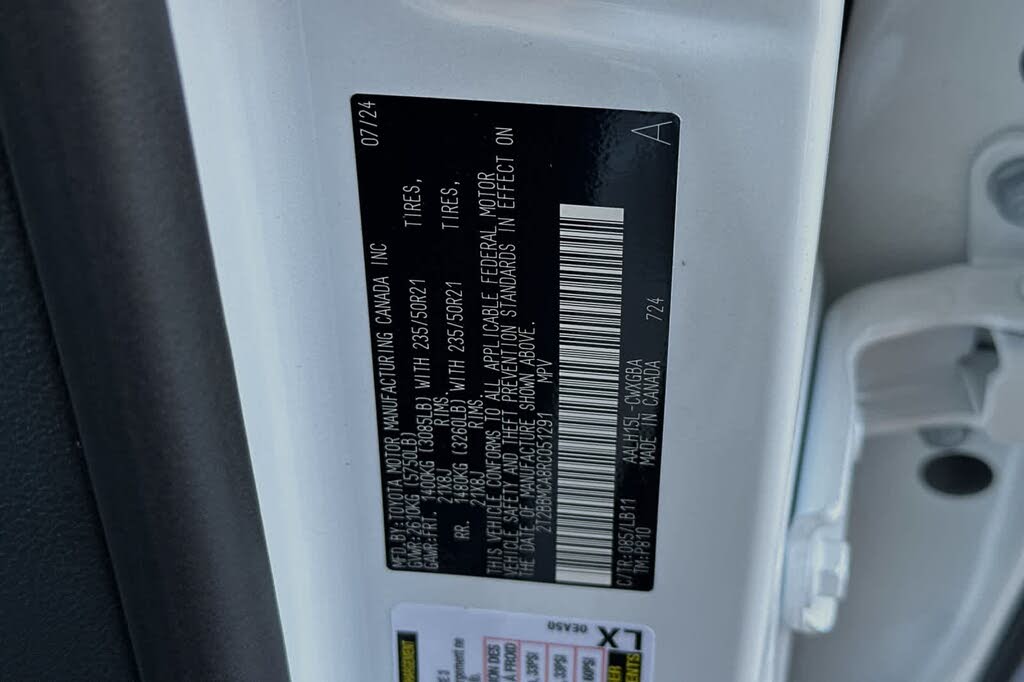 MFD. BY: TOYOTA MOTOR MANUFACTURING CANADA INC 07/24
GVWR: 2610KG (5750LB)
GAWR: FRT. 1400KG (3085LB) WITH 235/50R21 TIRES,
21X8J RIMS
RR. 1480KG (3260LB) WITH 235/50R21 TIRES,
21X8J RIMS
THIS VEHICLE CONFORMS TO ALL APPLICABLE FEDERAL MOTOR
VEHICLE SAFETY AND THEFT PREVENTION STANDARDS IN EFFECT ON
THE DATE OF MANUFACTURE SHOWN ABOVE.
2T2BBMCA8RC051291 MPV
C/TR: 085/LB11 AALH15L-CWXGBA 724
TM: P810 MADE IN CANADA
A
LX
0EA50